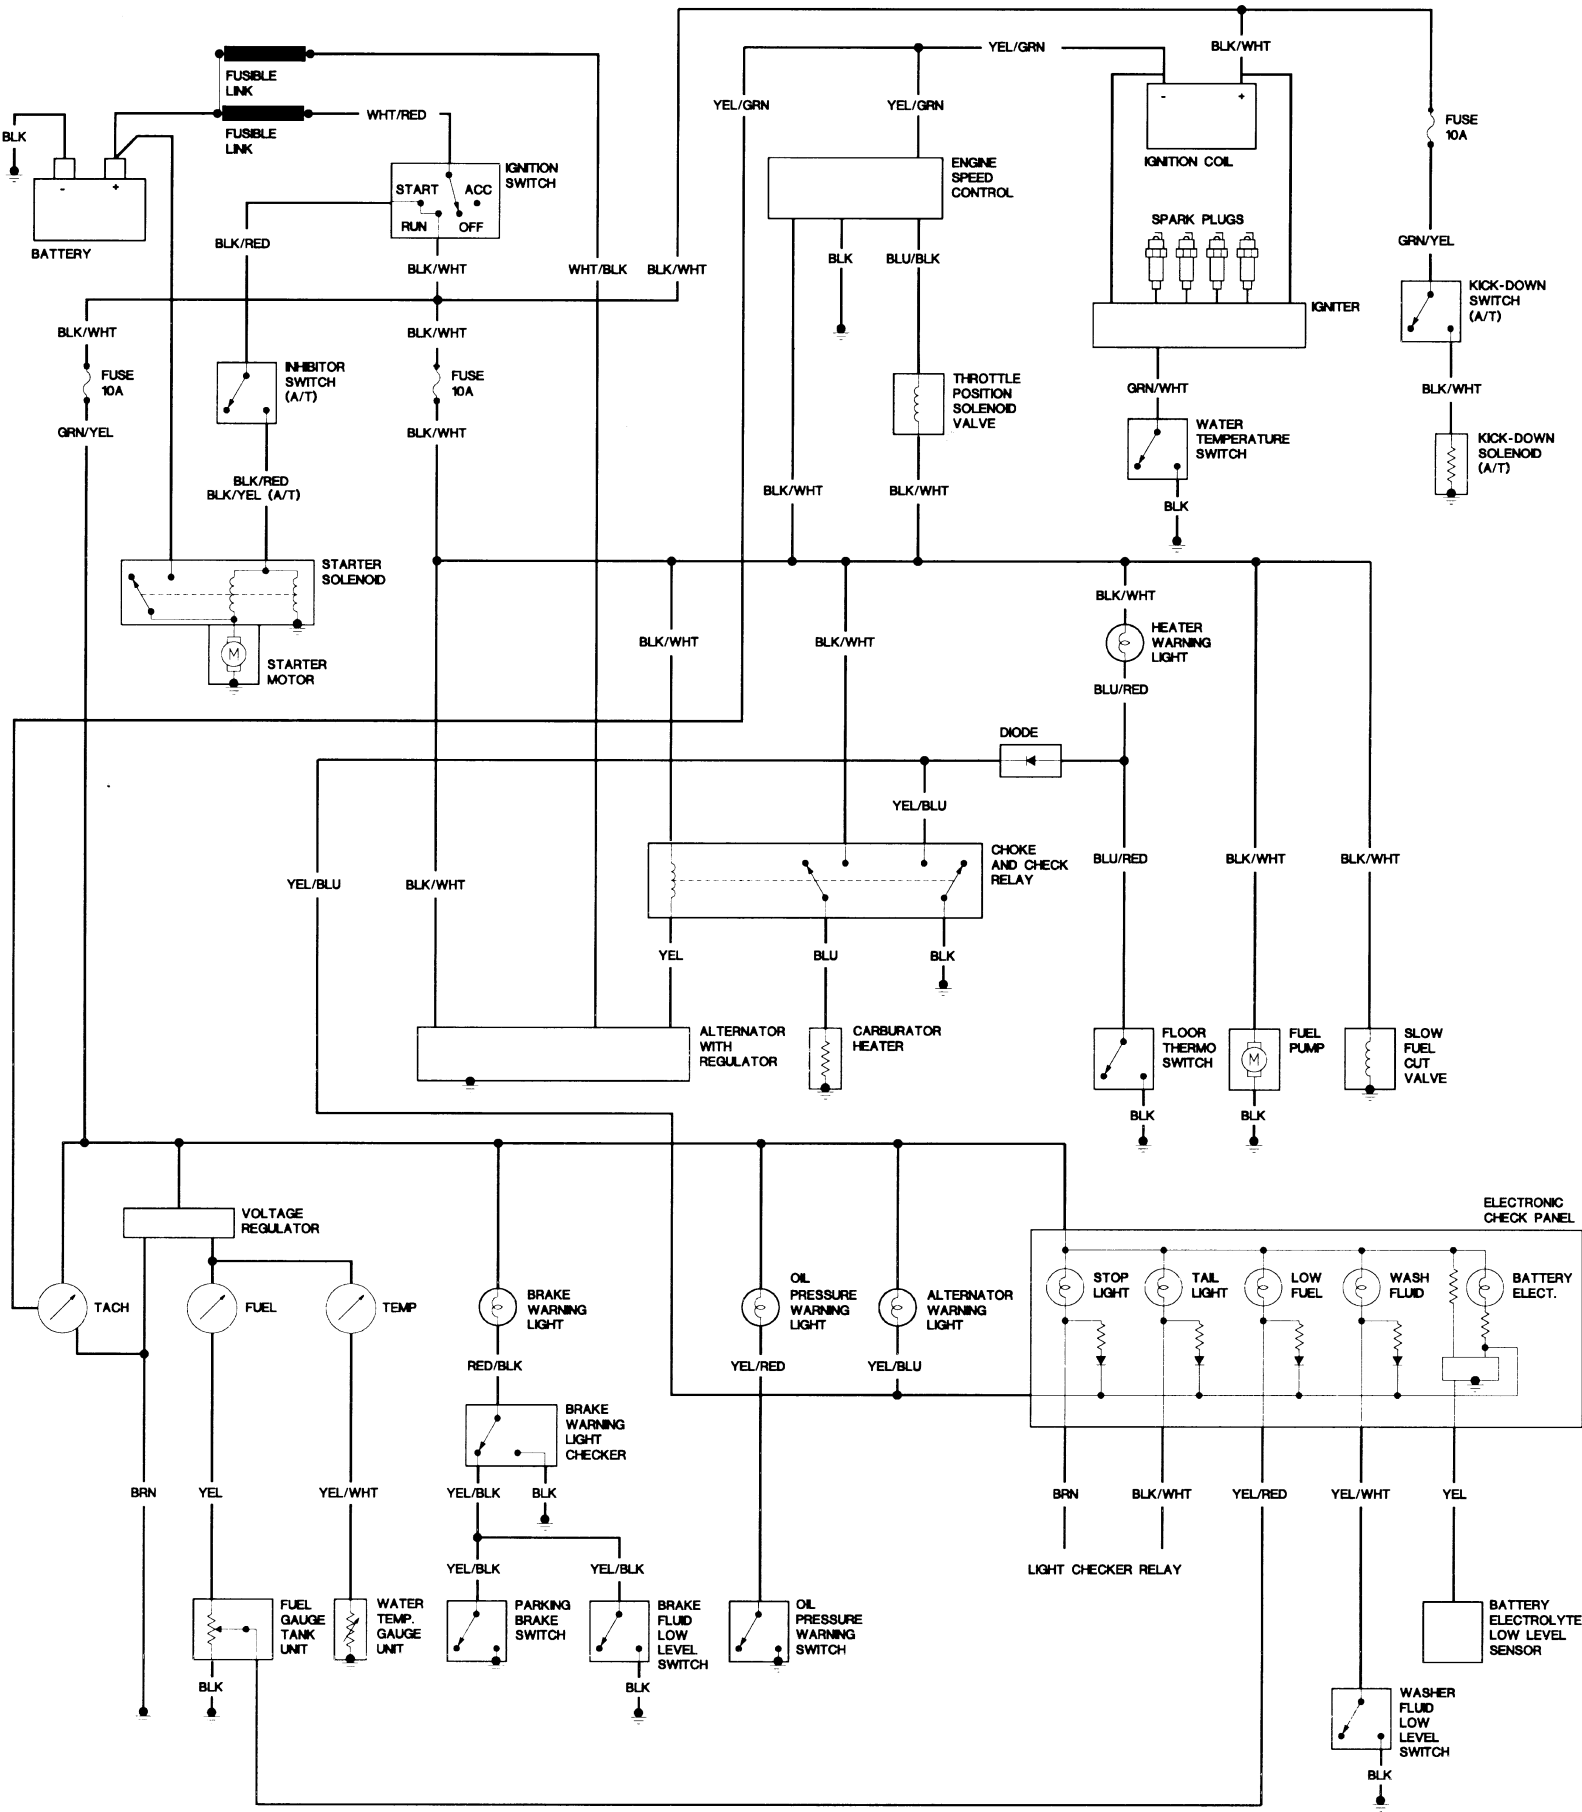 YEL/GRN
BLK/WHT
FUSIBLE
LINK
YEL/GRN
YEL/GRN
WHT/RED
FUSE
10A
BLK
FUSIBLE
LINK
-
+
IGNITION COIL
IGNITION
SWITCH
ENGINE
SPEED
CONTROL
-
+
START
ACC
RUN
OFF
BATTERY
SPARK PLUGS
BLK/RED
GRN/YEL
BLK/WHT
WHT/BLK
BLK/WHT
BLK
BLU/BLK
KICK-DOWN
SWITCH
(A/T)
IGNITER
BLK/WHT
BLK/WHT
FUSE
10A
INHIBITOR
SWITCH
(A/T)
FUSE
10A
THROTTLE
POSITION
SOLENOID
VALVE
GRN/WHT
BLK/WHT
GRN/YEL
BLK/WHT
WATER
TEMPERATURE
SWITCH
KICK-DOWN
SOLENOID
(A/T)
BLK/RED
BLK/YEL (A/T)
BLK/WHT
BLK/WHT
BLK
STARTER
SOLENOID
BLK/WHT
M
STARTER
MOTOR
BLK/WHT
BLK/WHT
HEATER
WARNING
LIGHT
BLU/RED
DIODE
YEL/BLU
YEL/BLU
BLK/WHT
CHOKE
AND CHECK
RELAY
BLU/RED
BLK/WHT
BLK/WHT
YEL
BLU
BLK
ALTERNATOR
WITH
REGULATOR
CARBURATOR
HEATER
FLOOR
THERMO
SWITCH
M
FUEL
PUMP
SLOW
FUEL
CUT
VALVE
BLK
BLK
VOLTAGE
REGULATOR
ELECTRONIC
CHECK PANEL
TACH
FUEL
TEMP
BRAKE
WARNING
LIGHT
OIL
PRESSURE
WARNING
LIGHT
ALTERNATOR
WARNING
LIGHT
STOP
LIGHT
TAIL
LIGHT
LOW
FUEL
WASH
FLUID
BATTERY
ELECT.
RED/BLK
YEL/RED
YEL/BLU
BRAKE
WARNING
LIGHT
CHECKER
BRN
YEL
YEL/WHT
YEL/BLK
BLK
BRN
BLK/WHT
YEL/RED
YEL/WHT
YEL
YEL/BLK
YEL/BLK
LIGHT CHECKER RELAY
FUEL
GAUGE
TANK
UNIT
WATER
TEMP.
GAUGE
UNIT
PARKING
BRAKE
SWITCH
BRAKE
FLUID
LOW
LEVEL
SWITCH
OIL
PRESSURE
WARNING
SWITCH
BATTERY
ELECTROLYTE
LOW LEVEL
SENSOR
BLK
BLK
WASHER
FLUID
LOW
LEVEL
SWITCH
BLK